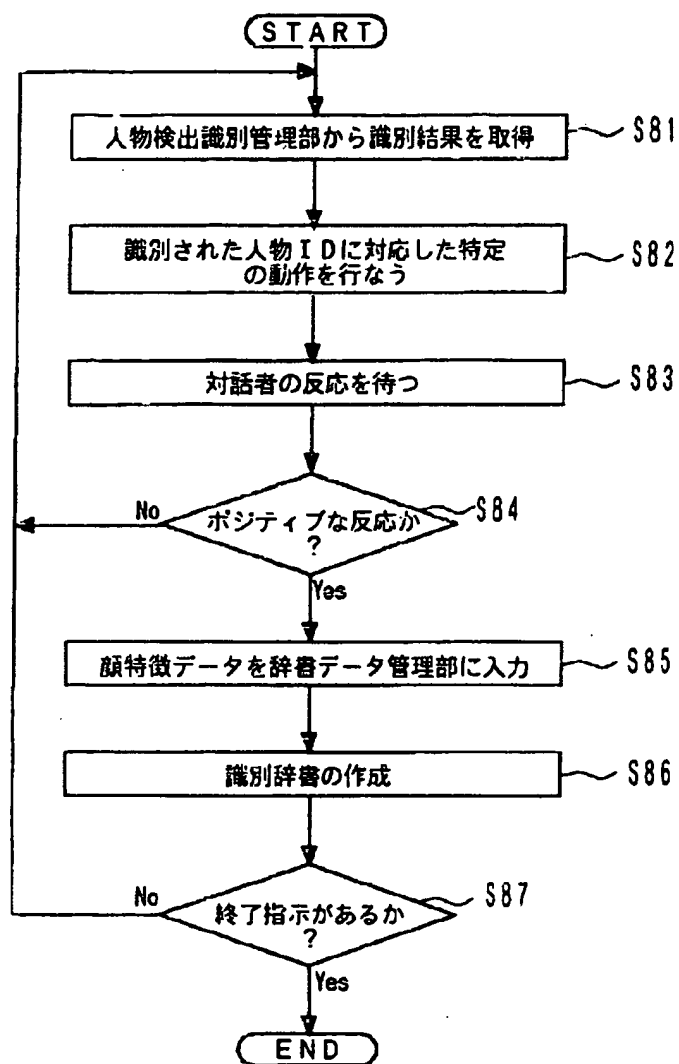 START
人物検出識別管理部から識別結果を取得
S81
識別された人物IDに対応した特定
の動作を行なう
S82
対話者の反応を待つ
S83
ポジティブな反応か
?
S84
No
Yes
顔特徴データを辞書データ管理部に入力
S85
識別辞書の作成
S86
終了指示があるか
?
S87
No
Yes
END